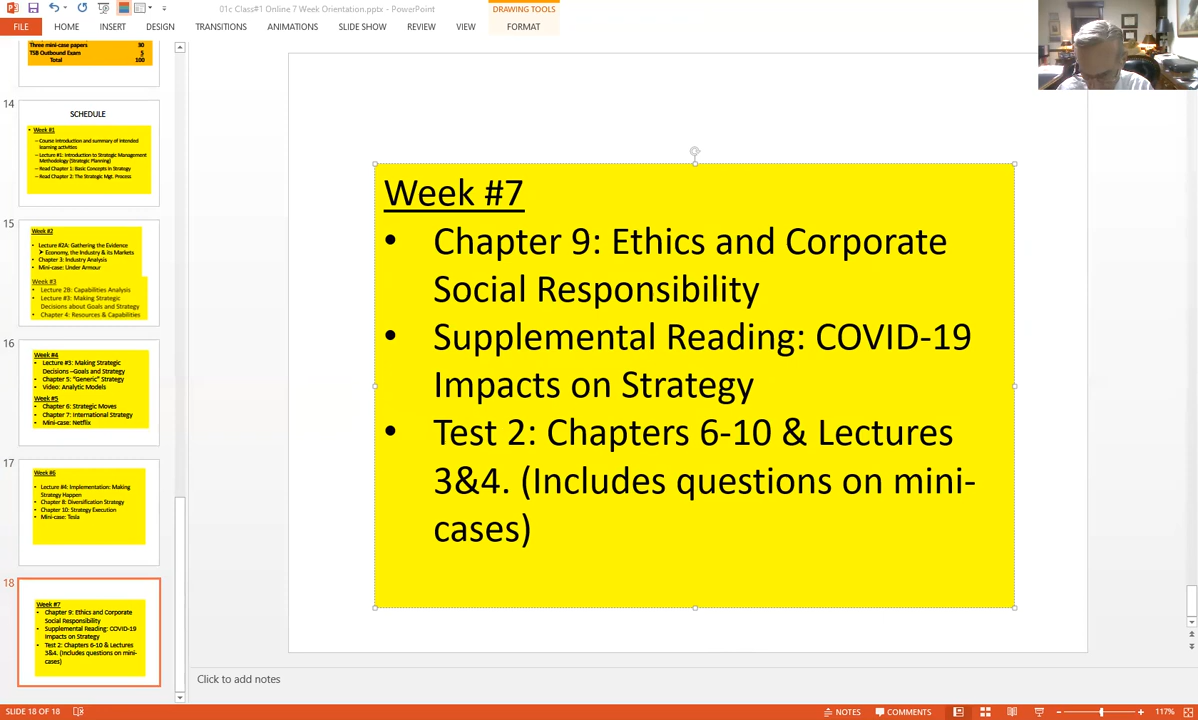 01c Class#1 Online 7 Week Orientation.pptx - PowerPoint
DRAWING TOOLS
FILE HOME INSERT DESIGN TRANSITIONS ANIMATIONS SLIDE SHOW REVIEW VIEW FORMAT
Three mini-case papers 30
TSB Outbound Exam 5
Total 100
14
SCHEDULE
• Week #1
– Course introduction and summary of intended
learning activities
– Lecture #1: Introduction to Strategic Management
Methodology (Strategic Planning)
– Read Chapter 1: Basic Concepts in Strategy
– Read Chapter 2: The Strategic Mgt. Process
15
Week #2
• Lecture #2A: Gathering the Evidence
➤ Economy, the Industry & its Markets
• Chapter 3: Industry Analysis
• Mini-case: Under Armour
Week #3
• Lecture 2B: Capabilities Analysis
• Lecture #3: Making Strategic
Decisions about Goals and Strategy
• Chapter 4: Resources & Capabilities
16
Week #4
• Lecture #3: Making Strategic
Decisions –Goals and Strategy
• Chapter 5: "Generic" Strategy
• Video: Analytic Models
Week #5
• Chapter 6: Strategic Moves
• Chapter 7: International Strategy
• Mini-case: Netflix
17
Week #6
• Lecture #4: Implementation: Making
Strategy Happen
• Chapter 8: Diversification Strategy
• Chapter 10: Strategy Execution
• Mini-case: Tesla
18
Week #7
• Chapter 9: Ethics and Corporate
Social Responsibility
• Supplemental Reading: COVID-19
Impacts on Strategy
• Test 2: Chapters 6-10 & Lectures
3&4. (Includes questions on mini-
cases)
Week #7
• Chapter 9: Ethics and Corporate
Social Responsibility
• Supplemental Reading: COVID-19
Impacts on Strategy
• Test 2: Chapters 6-10 & Lectures
3&4. (Includes questions on mini-
cases)
Click to add notes
SLIDE 18 OF 18 NOTES COMMENTS 117%